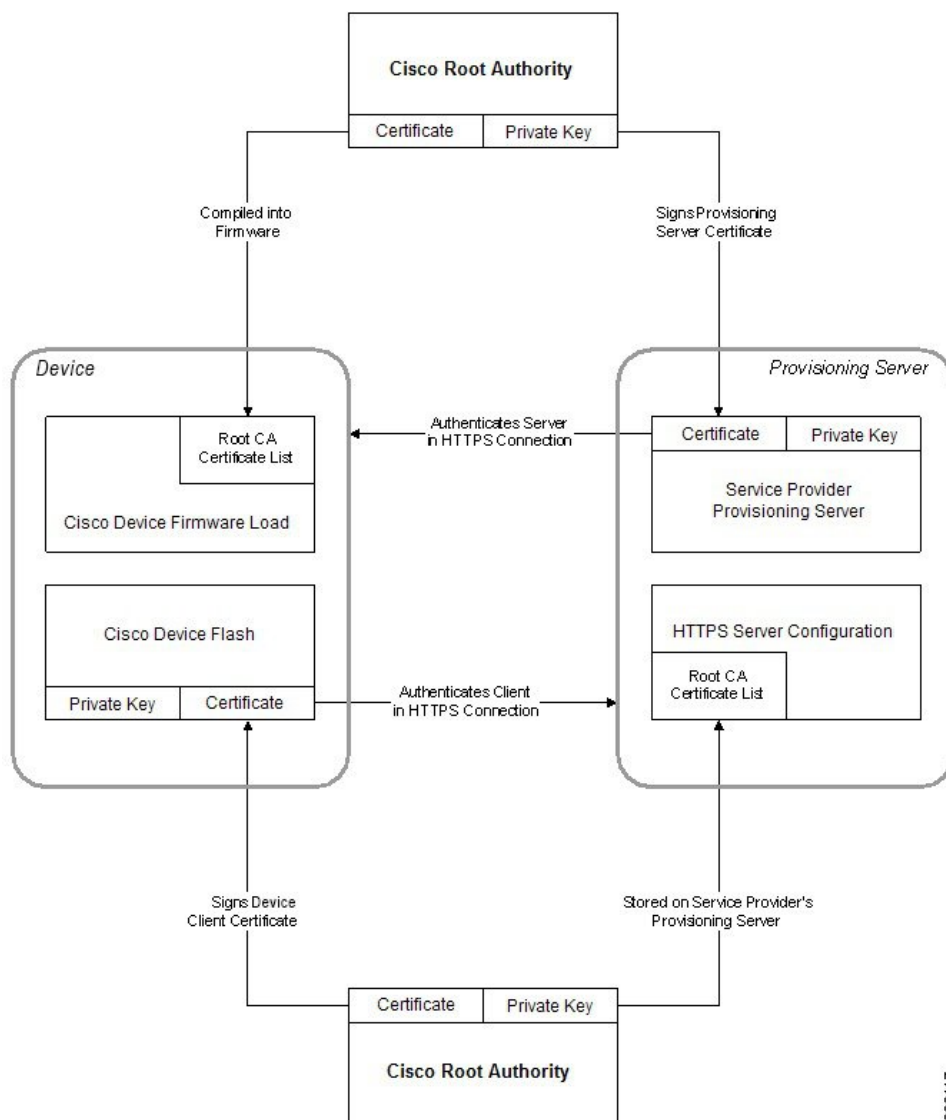 Cisco Root Authority
Certificate
Private Key
Compiled into
Firmware
Signs Provisioning
Server Certificate
Device
Provisioning Server
Root CA
Certificate List
Cisco Device Firmware Load
Authenticates Server
in HTTPS Connection
Certificate
Private Key
Service Provider
Provisioning Server
Cisco Device Flash
Private Key
Certificate
Authenticates Client
in HTTPS Connection
HTTPS Server Configuration
Root CA
Certificate List
Signs Device
Client Certificate
Stored on Service Provider's
Provisioning Server
Certificate
Private Key
Cisco Root Authority